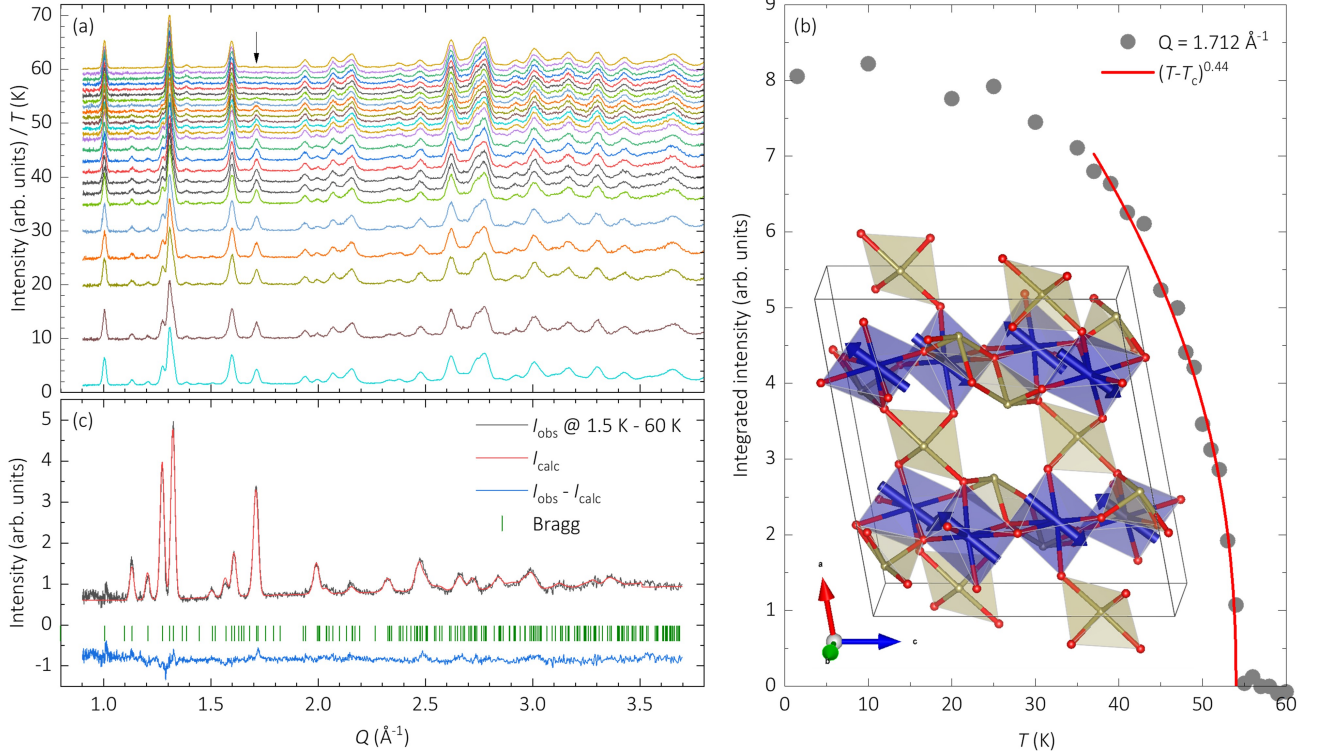 (a)
Intensity (arb. units) / T (K)
70
60
50
40
30
20
10
0
(c)
I_obs @ 1.5 K - 60 K
I_calc
I_obs - I_calc
Bragg
Intensity (arb. units)
5
4
3
2
1
0
-1
1.0 1.5 2.0 2.5 3.0 3.5
Q (Å⁻¹)
(b)
Q = 1.712 Å⁻¹
(T-T_c)^0.44
Integrated intensity (arb. units)
9
8
7
6
5
4
3
2
1
0
a
b
c
0 10 20 30 40 50 60
T (K)